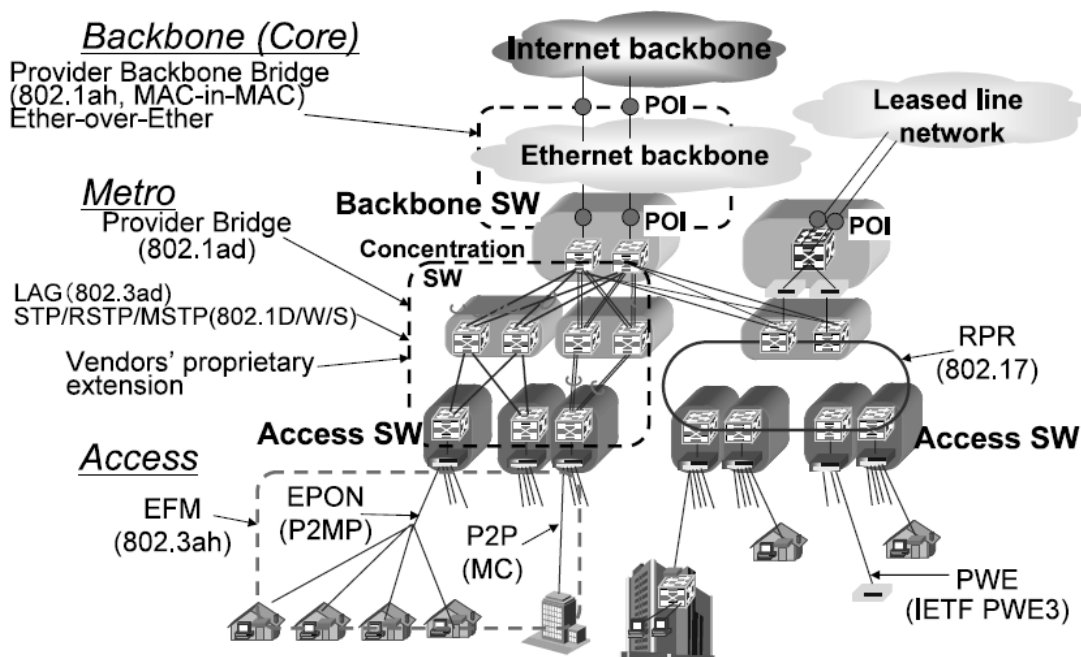 Backbone (Core)
Provider Backbone Bridge
(802.1ah, MAC-in-MAC)
Ether-over-Ether
Internet backbone
POI
Leased line
network
Ethernet backbone
Metro
Provider Bridge
(802.1ad)
Backbone SW
POI
POI
Concentration
SW
LAG(802.3ad)
STP/RSTP/MSTP(802.1D/W/S)
Vendors' proprietary
extension
RPR
(802.17)
Access SW
Access SW
Access
EFM
(802.3ah)
EPON
(P2MP)
P2P
(MC)
PWE
(IETF PWE3)